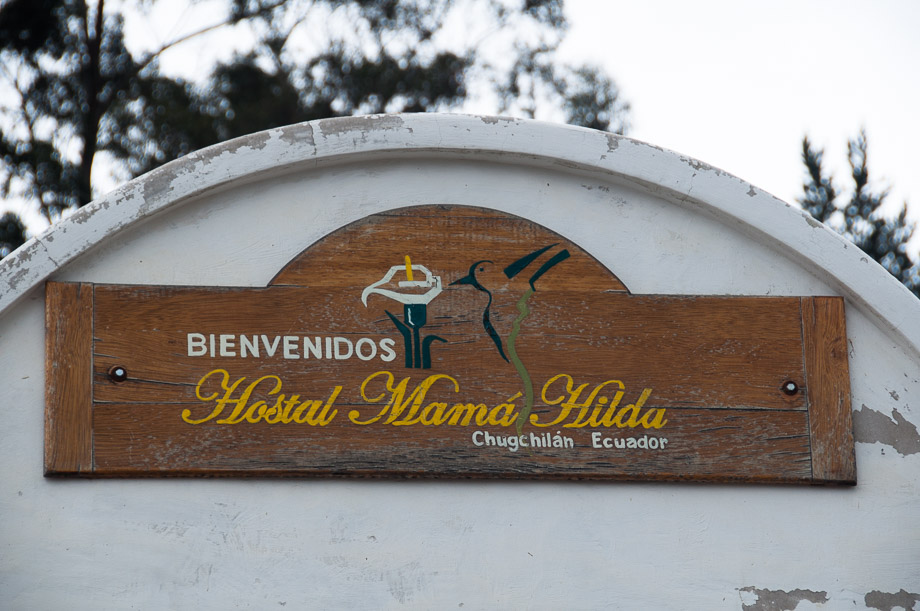 BIENVENIDOS
Hostal Mamá Hilda
Chugchilán Ecuador